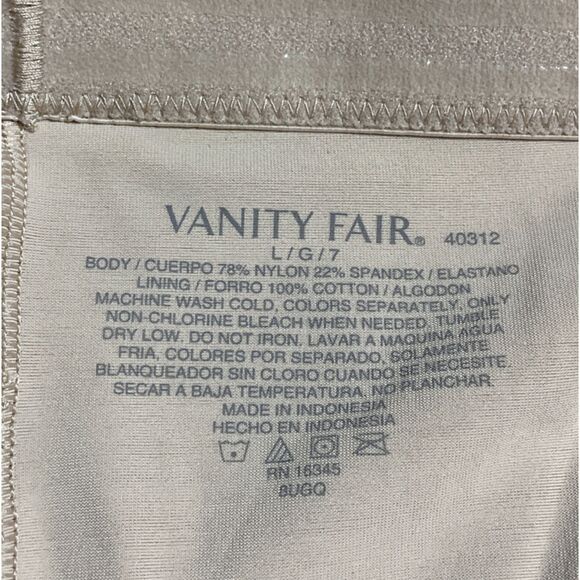 VANITY FAIR® 40312
L / G / 7
BODY / CUERPO 78% NYLON 22% SPANDEX / ELASTANO
LINING / FORRO 100% COTTON / ALGODON
MACHINE WASH COLD, COLORS SEPARATELY, ONLY
NON-CHLORINE BLEACH WHEN NEEDED, TUMBLE
DRY LOW. DO NOT IRON. LAVAR A MAQUINA AGUA
FRIA, COLORES POR SEPARADO, SOLAMENTE
BLANQUEADOR SIN CLORO CUANDO SE NECESITE.
SECAR A BAJA TEMPERATURA. NO PLANCHAR.
MADE IN INDONESIA
HECHO EN INDONESIA
RN 16345
8UGQ